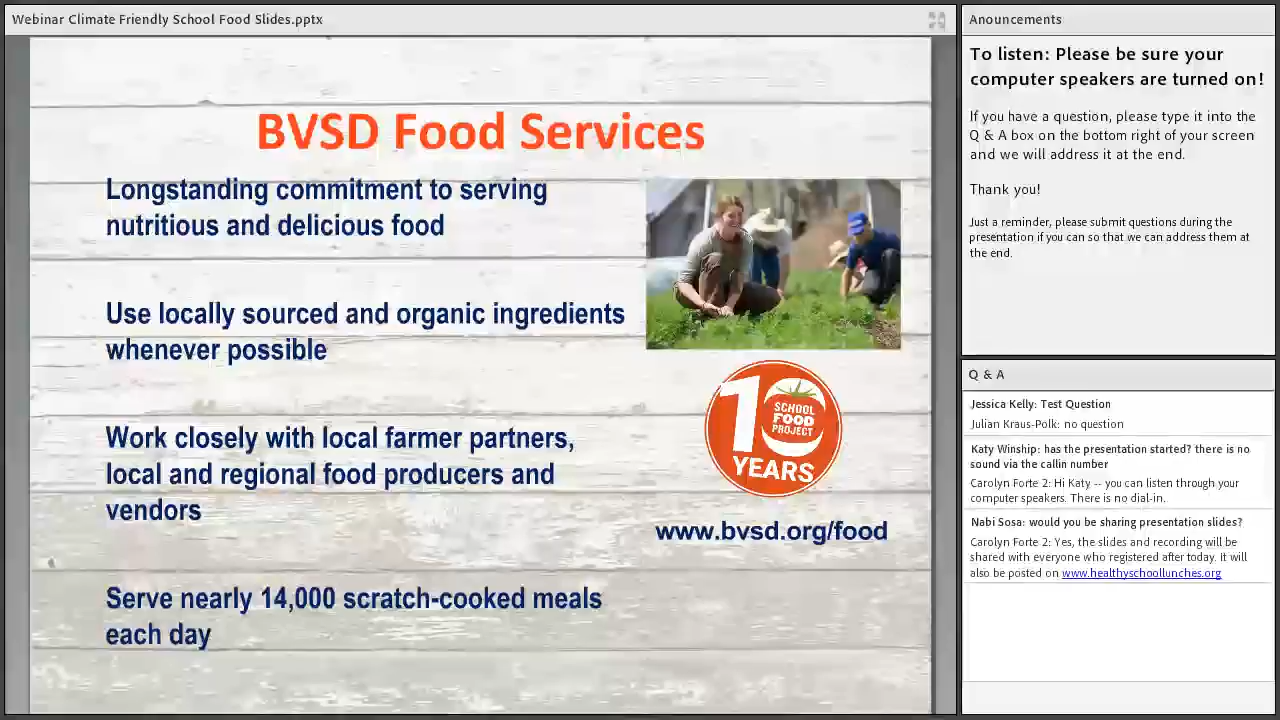 Webinar Climate Friendly School Food Slides.pptx
BVSD Food Services
Longstanding commitment to serving
nutritious and delicious food
Use locally sourced and organic ingredients
whenever possible
Work closely with local farmer partners,
local and regional food producers and
vendors
Serve nearly 14,000 scratch-cooked meals
each day
10
SCHOOL
FOOD
PROJECT
YEARS
www.bvsd.org/food
Anouncements
To listen: Please be sure your
computer speakers are turned on!
If you have a question, please type it into the
Q & A box on the bottom right of your screen
and we will address it at the end.
Thank you!
Just a reminder, please submit questions during the
presentation if you can so that we can address them at
the end.
Q & A
Jessica Kelly: Test Question
Julian Kraus-Polk: no question
Katy Winship: has the presentation started? there is no
sound via the callin number
Carolyn Forte 2: Hi Katy -- you can listen through your
computer speakers. There is no dial-in.
Nabi Sosa: would you be sharing presentation slides?
Carolyn Forte 2: Yes, the slides and recording will be
shared with everyone who registered after today. It will
also be posted on www.healthyschoollunches.org